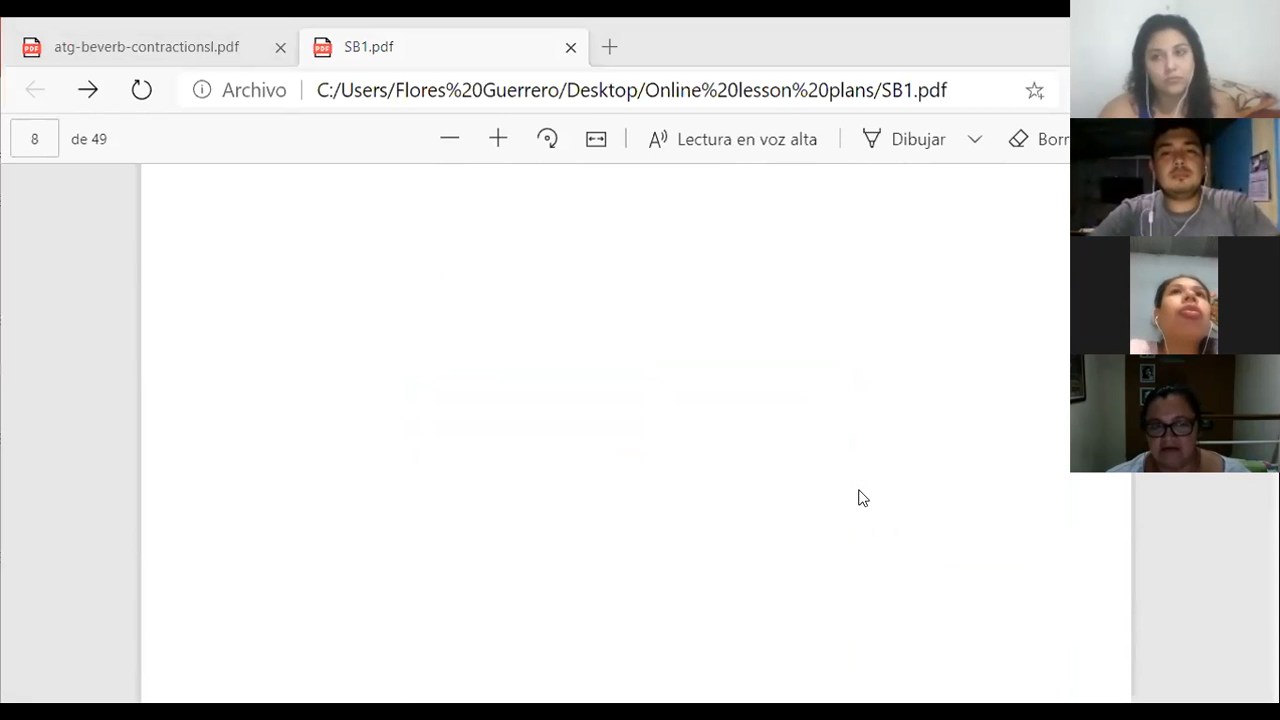 atg-beverb-contractionsl.pdf
SB1.pdf
Archivo
C:/Users/Flores%20Guerrero/Desktop/Online%20lesson%20plans/SB1.pdf
8
de 49
Lectura en voz alta
Dibujar
Borr